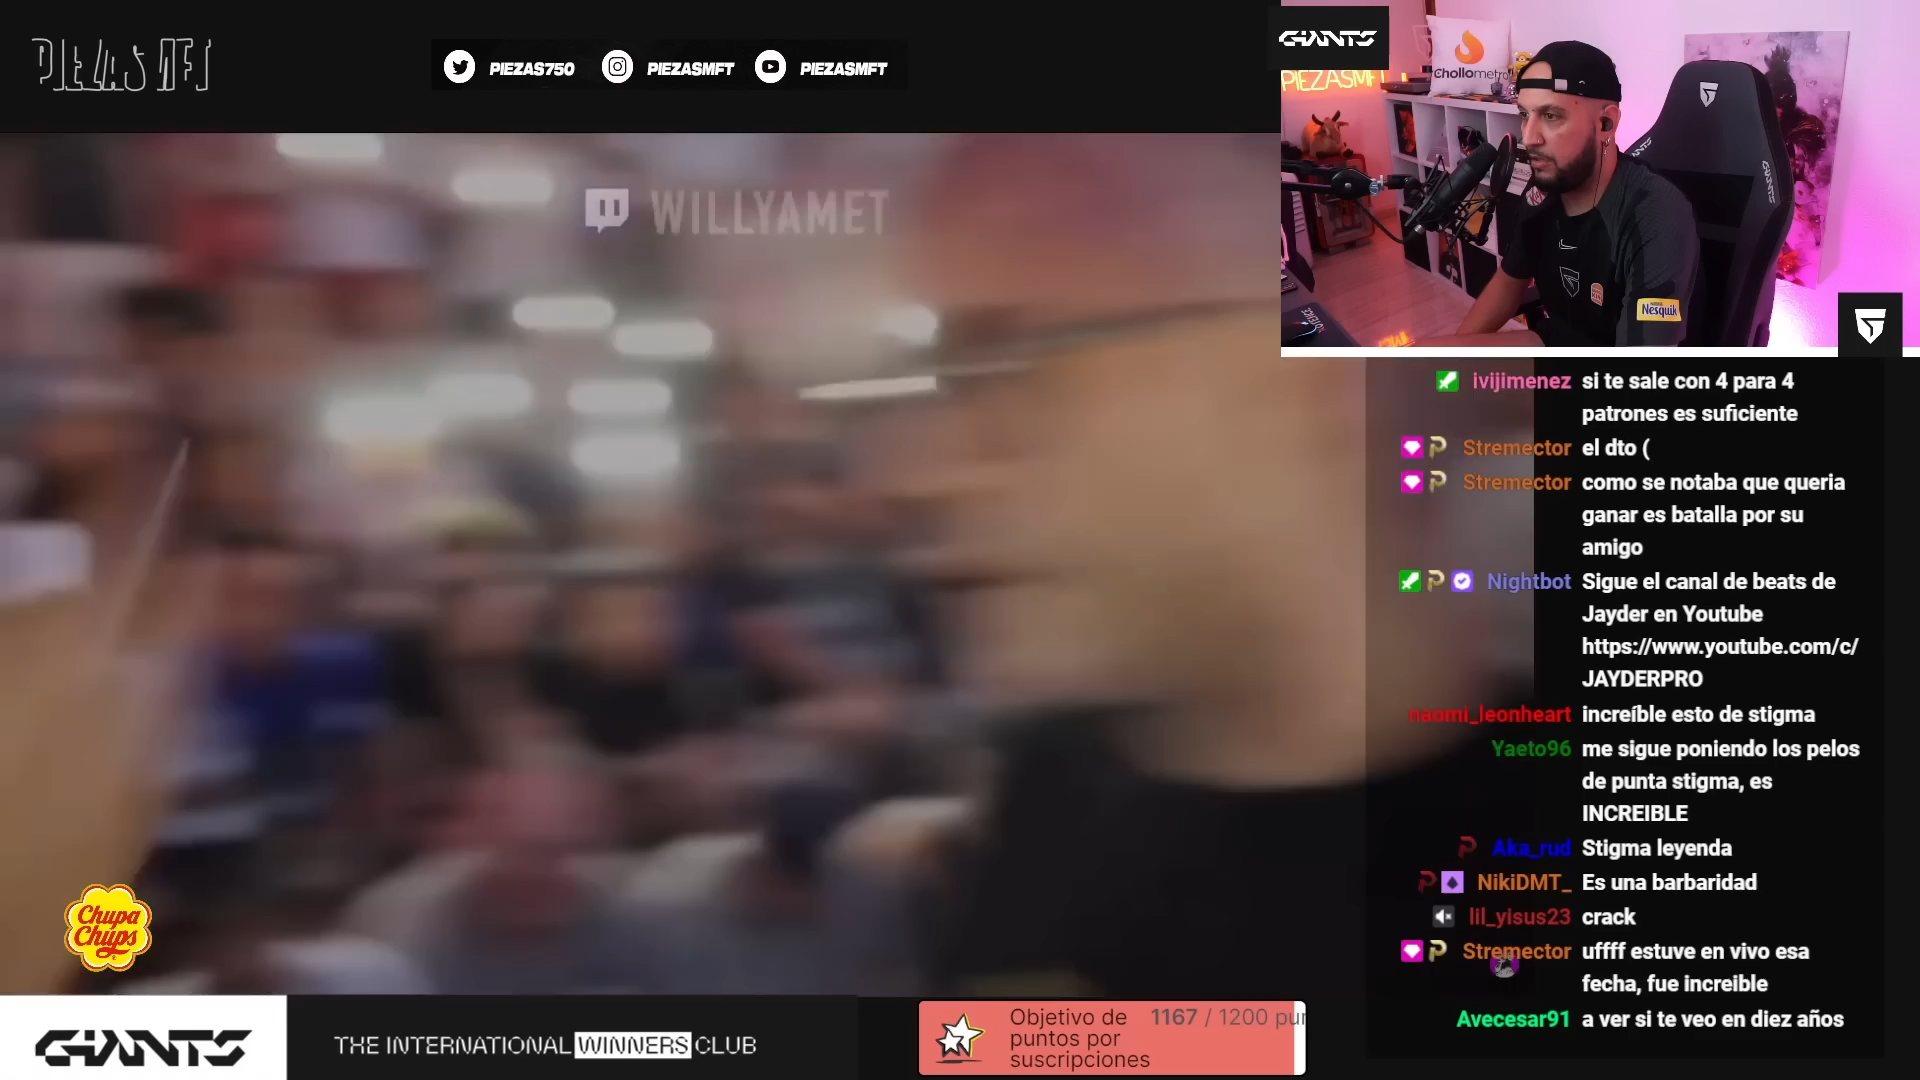 PIEZAS MFT
PIEZAS750
PIEZASMFT
PIEZASMFT
GIANTS
PIEZASMFT
Chollometro
GIANTS
Nesquik
WILLYAMET
ivijimenez si te sale con 4 para 4
patrones es suficiente
Stremector el dto (
Stremector como se notaba que queria
ganar es batalla por su
amigo
Nightbot Sigue el canal de beats de
Jayder en Youtube
https://www.youtube.com/c/
JAYDERPRO
naomi_leonheart increíble esto de stigma
Yaeto96 me sigue poniendo los pelos
de punta stigma, es
INCREIBLE
Aka_rud Stigma leyenda
NikiDMT_ Es una barbaridad
lil_yisus23 crack
Stremector uffff estuve en vivo esa
fecha, fue increible
Avecesar91 a ver si te veo en diez años
Chupa
Chups
GIANTS
THE INTERNATIONAL WINNERS CLUB
Objetivo de
puntos por
suscripciones
1167 / 1200 pun